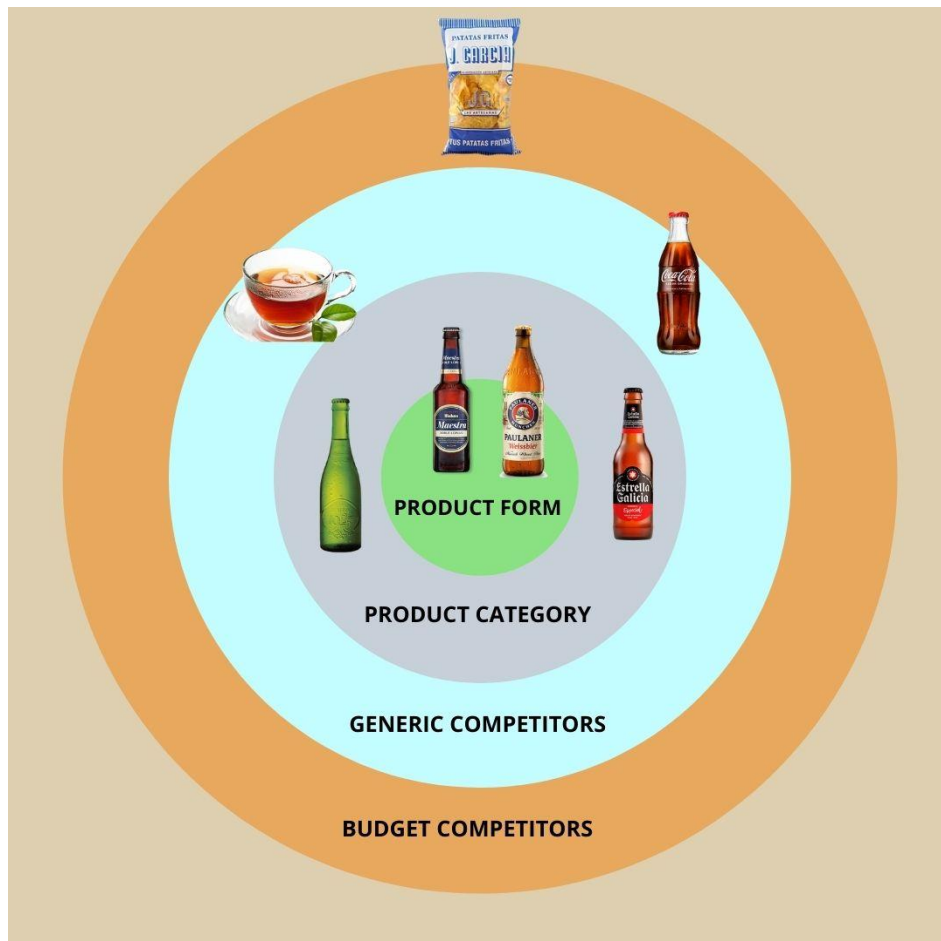 PATATAS FRITAS
J. GARCIA
TUS PATATAS FRITAS
Coca-Cola
Maestra
PAULANER
Weissbier
Estrella
Galicia
Especial
PRODUCT FORM
PRODUCT CATEGORY
GENERIC COMPETITORS
BUDGET COMPETITORS